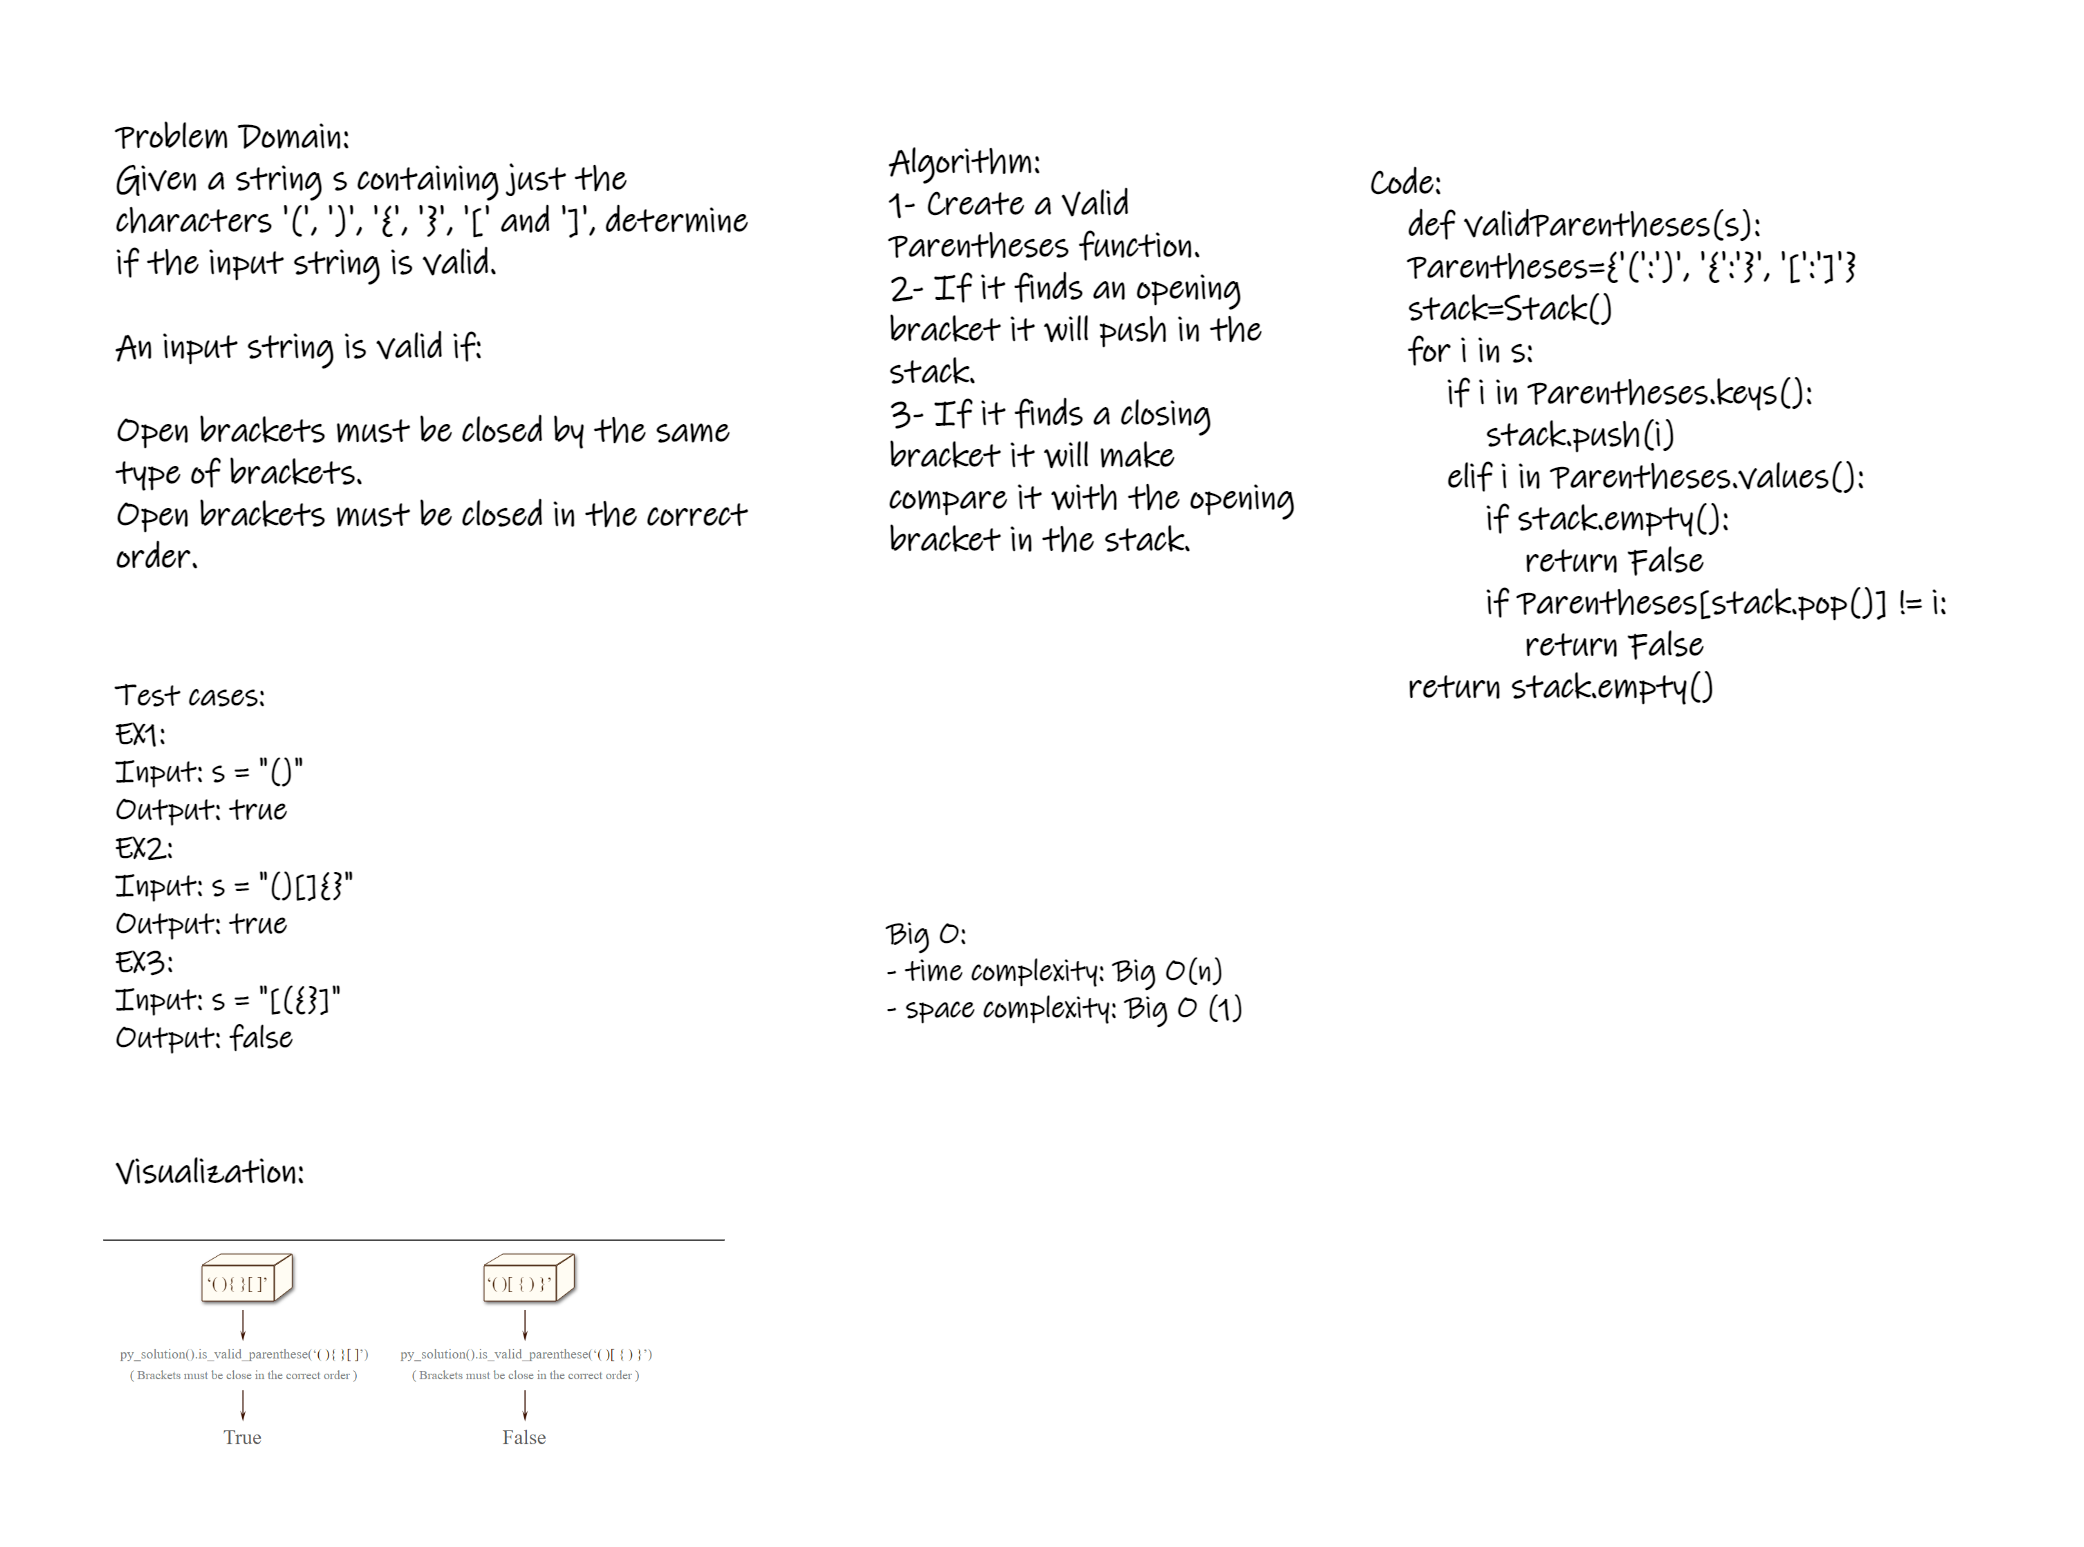 Problem Domain:
Given a string s containing just the
characters '(', ')', '{', '}', '[' and ']', determine
if the input string is valid.
An input string is valid if:
Open brackets must be closed by the same
type of brackets.
Open brackets must be closed in the correct
order.
Test cases:
EX1:
Input: s = "()"
Output: true
EX2:
Input: s = "()[]{}"
Output: true
EX3:
Input: s = "[({}]"
Output: false
Visualization:
'(){}[]'
'()[{)}'
py_solution().is_valid_parenthese('(){}[]')
( Brackets must be close in the correct order )
py_solution().is_valid_parenthese('()[{)}')
( Brackets must be close in the correct order )
True
False
Algorithm:
1- Create a Valid
Parentheses function.
2- If it finds an opening
bracket it will push in the
stack.
3- If it finds a closing
bracket it will make
compare it with the opening
bracket in the stack.
Big O:
- time complexity: Big O(n)
- space complexity: Big O (1)
Code:
def validParentheses(s):
Parentheses={'(':')', '{':'}', '[':']'}
stack=Stack()
for i in s:
if i in Parentheses.keys():
stack.push(i)
elif i in Parentheses.values():
if stack.empty():
return False
if Parentheses[stack.pop()] != i:
return False
return stack.empty()